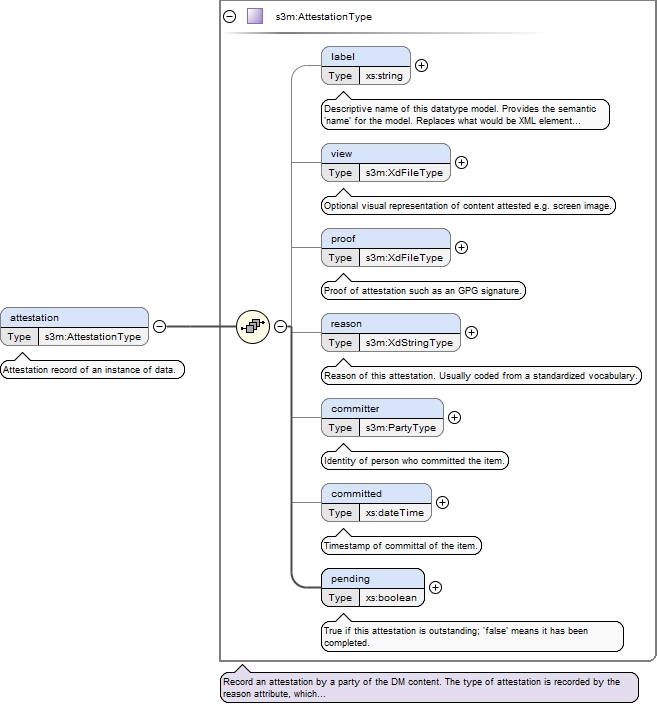 s3m:AttestationType
label
Type xs:string
Descriptive name of this datatype model. Provides the semantic
'name' for the model. Replaces what would be XML element...
view
Type s3m:XdFileType
Optional visual representation of content attested e.g. screen image.
proof
Type s3m:XdFileType
Proof of attestation such as an GPG signature.
attestation
Type s3m:AttestationType
Attestation record of an instance of data.
reason
Type s3m:XdStringType
Reason of this attestation. Usually coded from a standardized vocabulary.
committer
Type s3m:PartyType
Identity of person who committed the item.
committed
Type xs:dateTime
Timestamp of committal of the item.
pending
Type xs:boolean
True if this attestation is outstanding; 'false' means it has been
completed.
Record an attestation by a party of the DM content. The type of attestation is recorded by the
reason attribute, which...